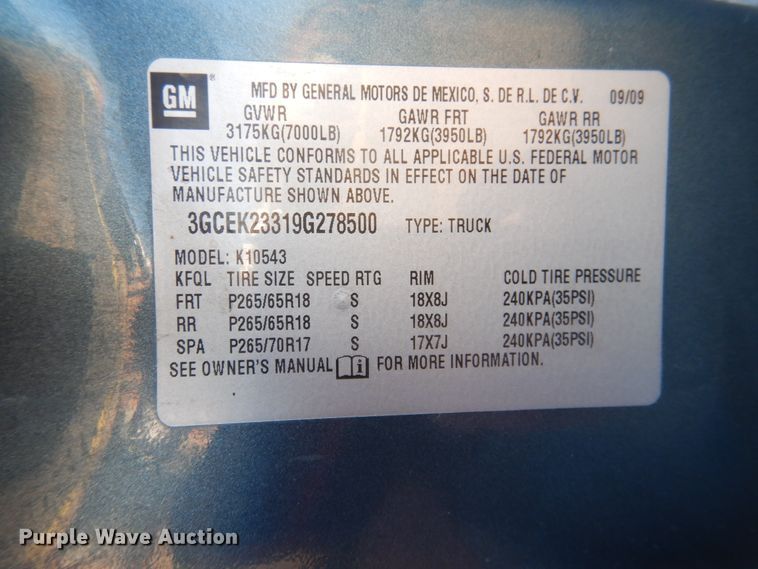 GM® MFD BY GENERAL MOTORS DE MEXICO, S. DE R.L. DE C.V. 09/09
GVWR GAWR FRT GAWR RR
3175KG(7000LB) 1792KG(3950LB) 1792KG(3950LB)
THIS VEHICLE CONFORMS TO ALL APPLICABLE U.S. FEDERAL MOTOR
VEHICLE SAFETY STANDARDS IN EFFECT ON THE DATE OF
MANUFACTURE SHOWN ABOVE.
3GCEK23319G278500 TYPE: TRUCK
MODEL: K10543
KFQL TIRE SIZE SPEED RTG RIM COLD TIRE PRESSURE
FRT P265/65R18 S 18X8J 240KPA(35PSI)
RR P265/65R18 S 18X8J 240KPA(35PSI)
SPA P265/70R17 S 17X7J 240KPA(35PSI)
SEE OWNER'S MANUAL FOR MORE INFORMATION.
Purple Wave Auction